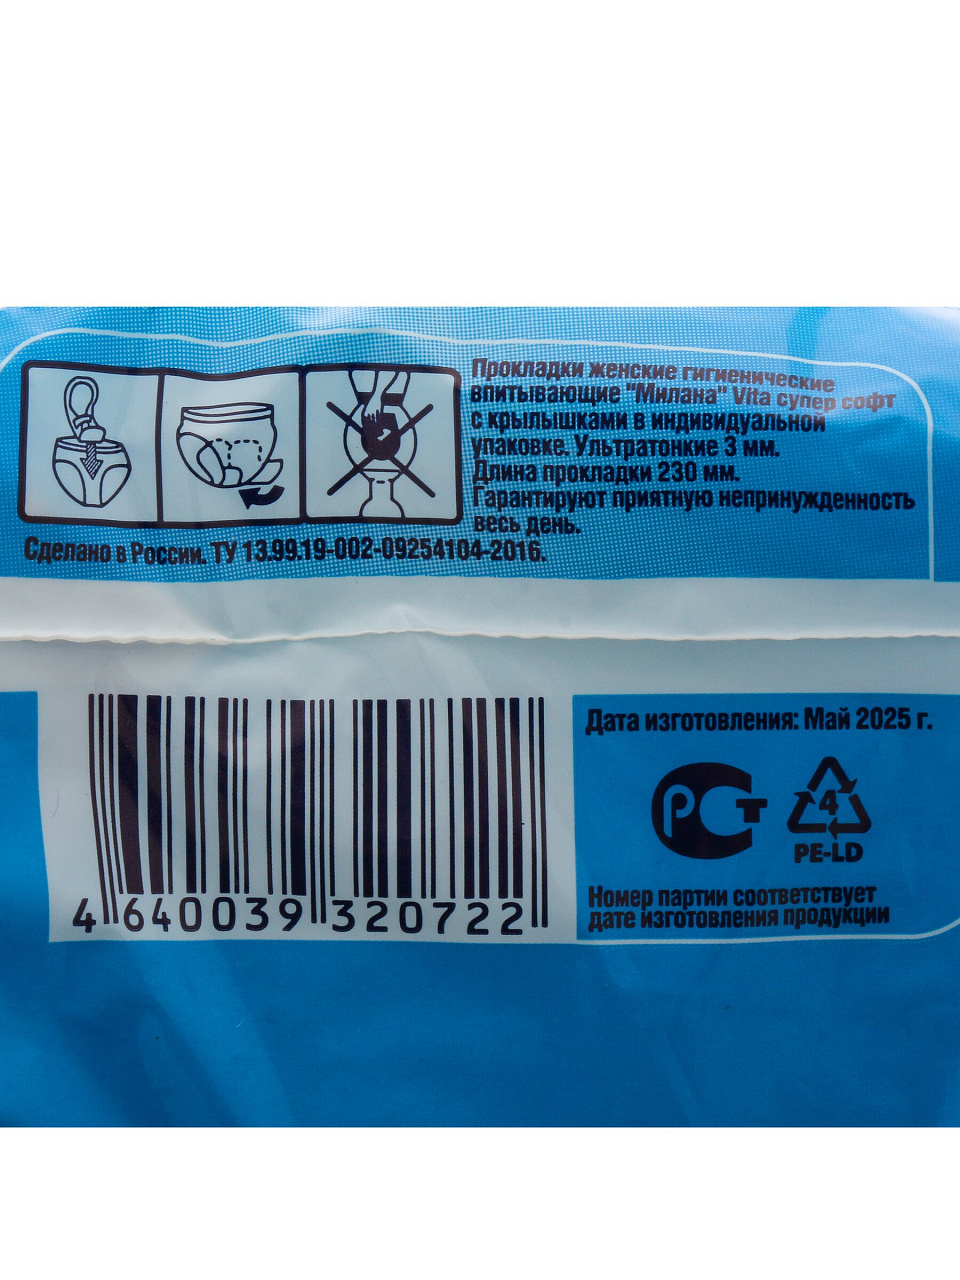 Прокладки женские гигиенические
впитывающие "Милана" Vita супер софт
с крылышками в индивидуальной
упаковке. Ультратонкие 3 мм.
Длина прокладки 230 мм.
Гарантируют приятную непринужденность
весь день.
Сделано в России. ТУ 13.99.19-002-09254104-2016.
4 640039 320722
Дата изготовления: Май 2025 г.
РСТ
4
PE-LD
Номер партии соответствует
дате изготовления продукции